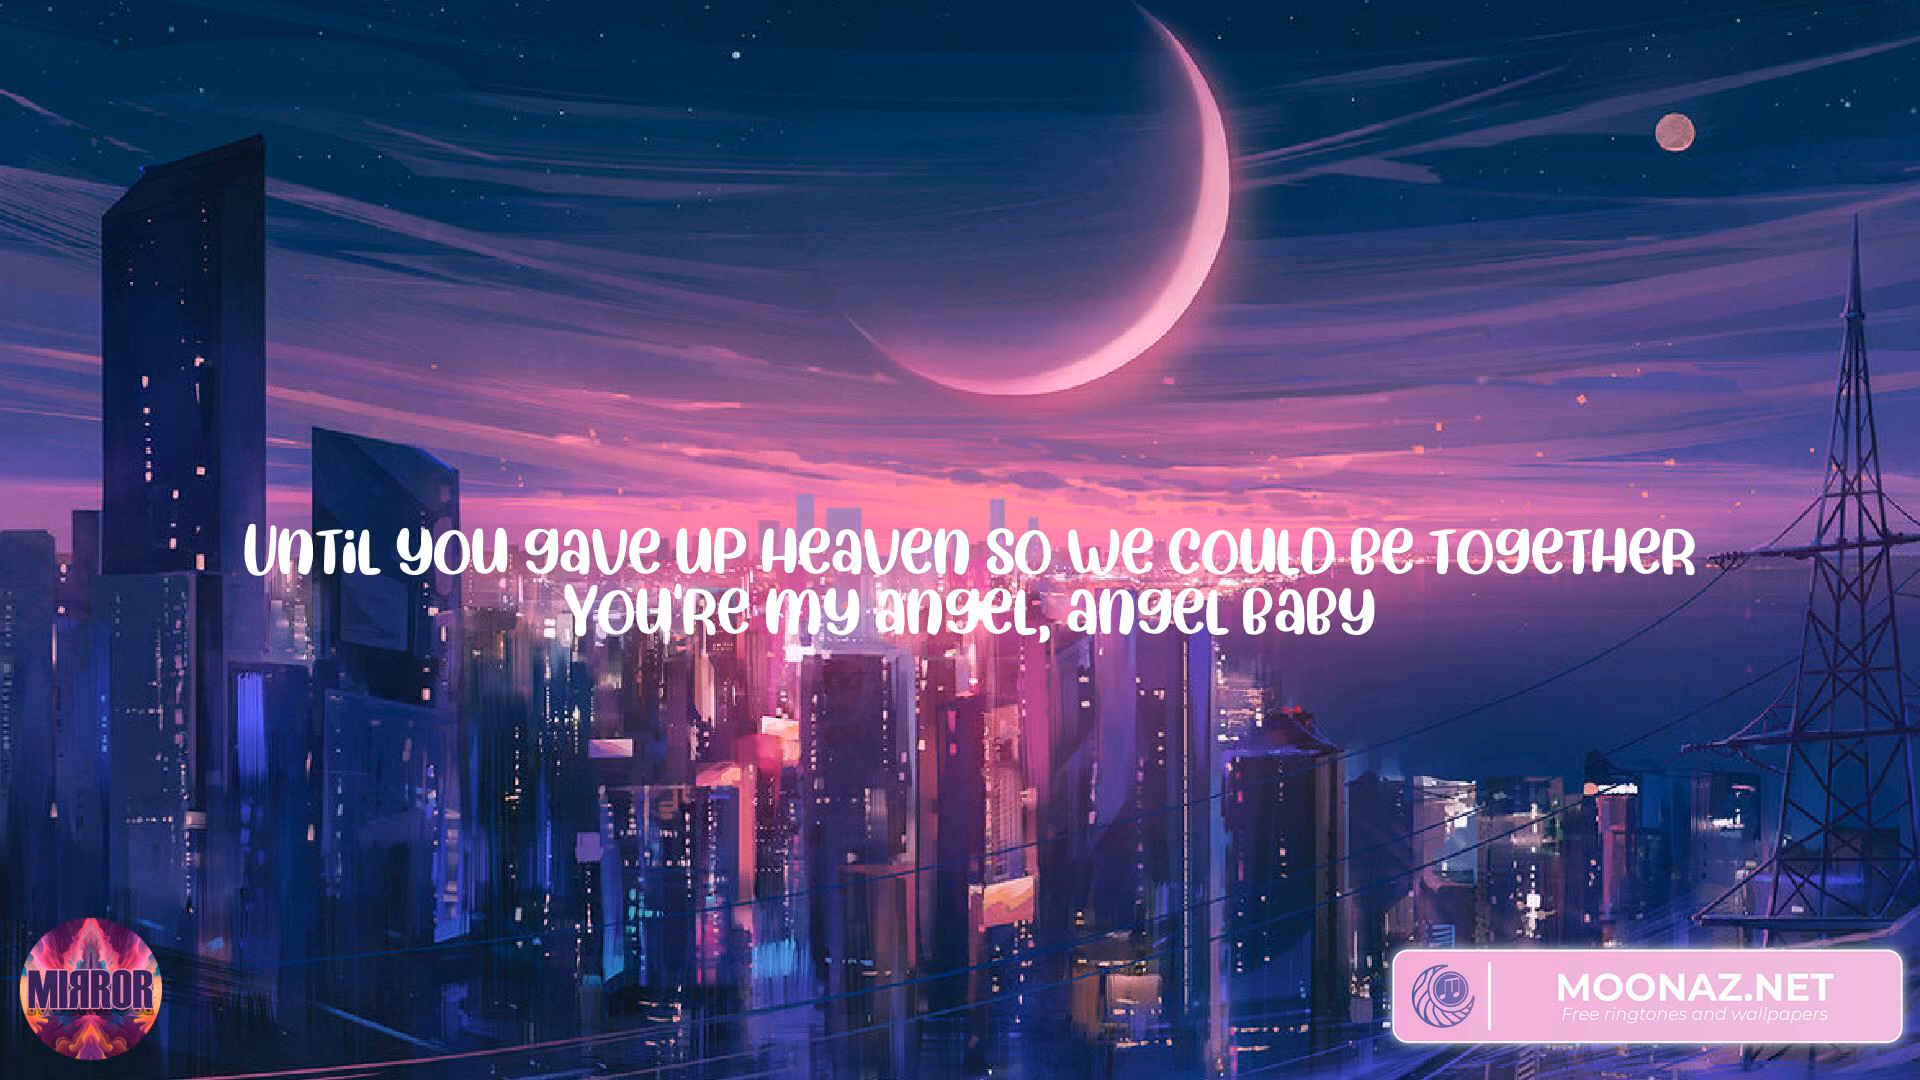 Until you gave up Heaven so we could be together
You're my angel, angel baby
MIRROR
MOONAZ.NET
Free ringtones and wallpapers